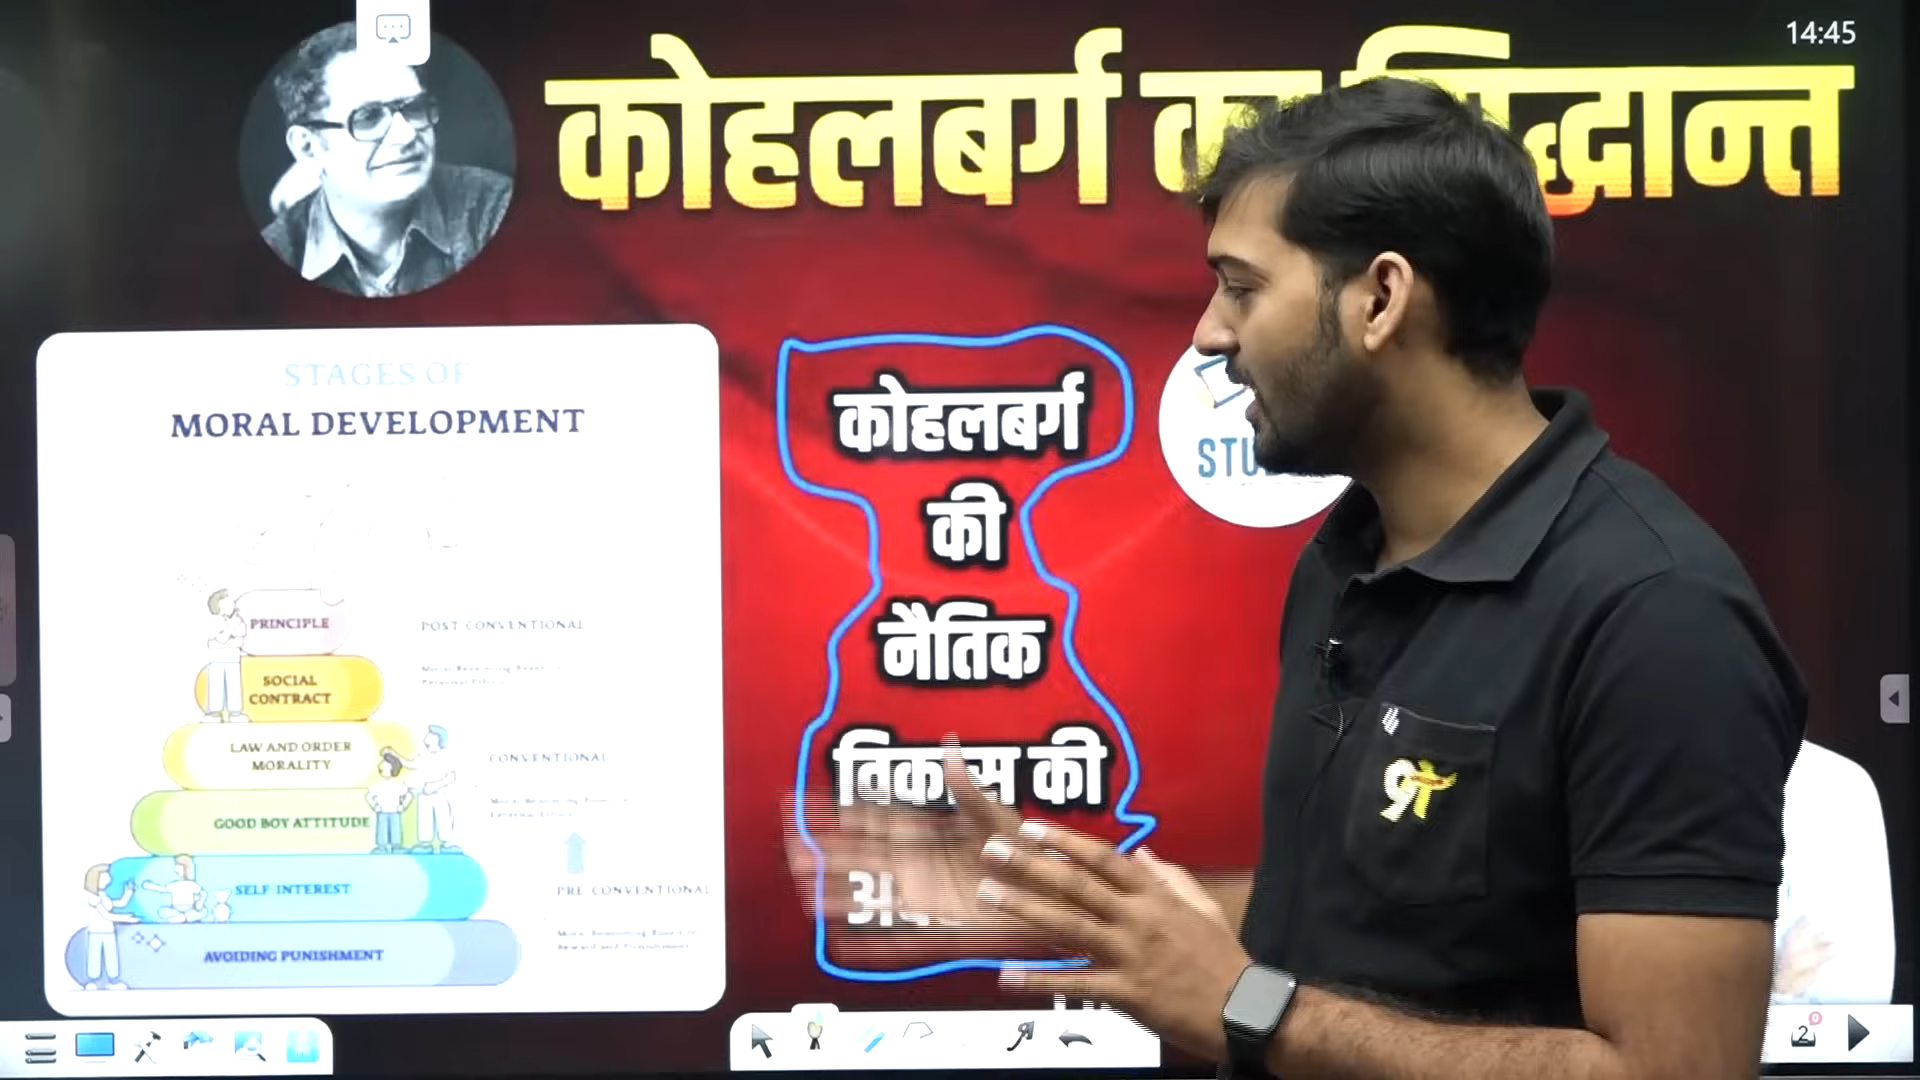 14:45
कोहलबर्ग
STAGES OF
MORAL DEVELOPMENT
PRINCIPLE
POST CONVENTIONAL
SOCIAL
CONTRACT
LAW AND ORDER
MORALITY
CONVENTIONAL
GOOD BOY ATTITUDE
SELF INTEREST
PRE CONVENTIONAL
AVOIDING PUNISHMENT
कोहलबर्ग
की
नैतिक
विकास की
2